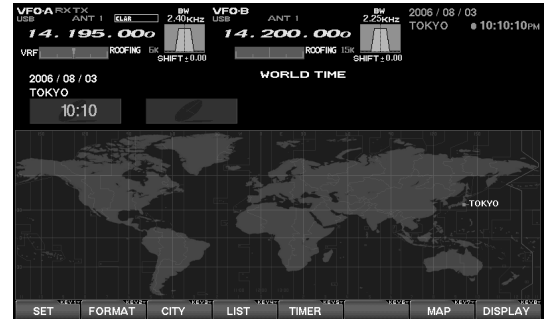 VFO-A RX TX
USB ANT 1 CLAR BW 2.40KHz
14. 195. 000
VRF ROOFING 6K SHIFT ± 0.00
VFO-B
USB ANT 1 BW 2.25KHz
14. 200. 000
ROOFING 15K SHIFT ± 0.00
2006 / 08 / 03
TOKYO 10:10:10PM
WORLD TIME
2006 / 08 / 03
TOKYO
10:10
TOKYO
SET FORMAT CITY LIST TIMER MAP DISPLAY